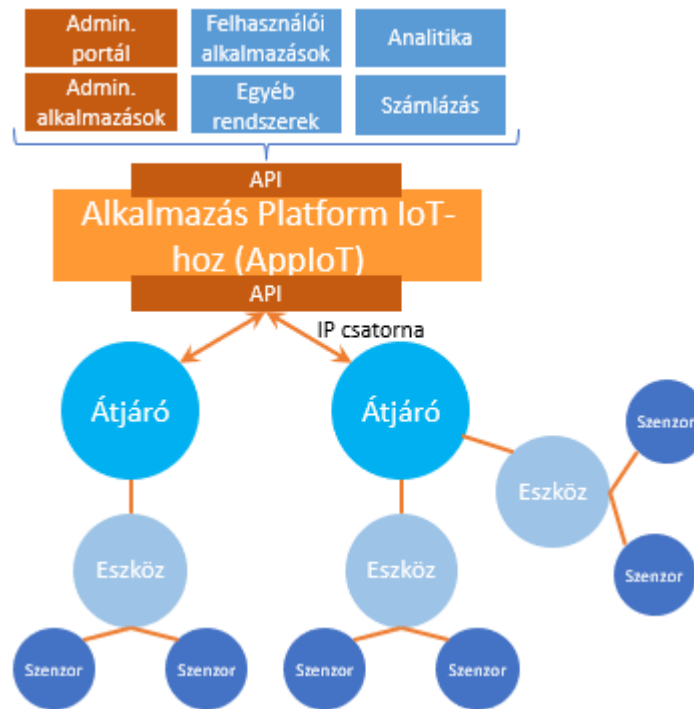 Admin.
portál
Felhasználói
alkalmazások
Analitika
Admin.
alkalmazások
Egyéb
rendszerek
Számlázás
API
Alkalmazás Platform IoT-
hoz (AppIoT)
API
IP csatorna
Átjáró
Átjáró
Szenzor
Eszköz
Eszköz
Eszköz
Szenzor
Szenzor
Szenzor
Szenzor
Szenzor